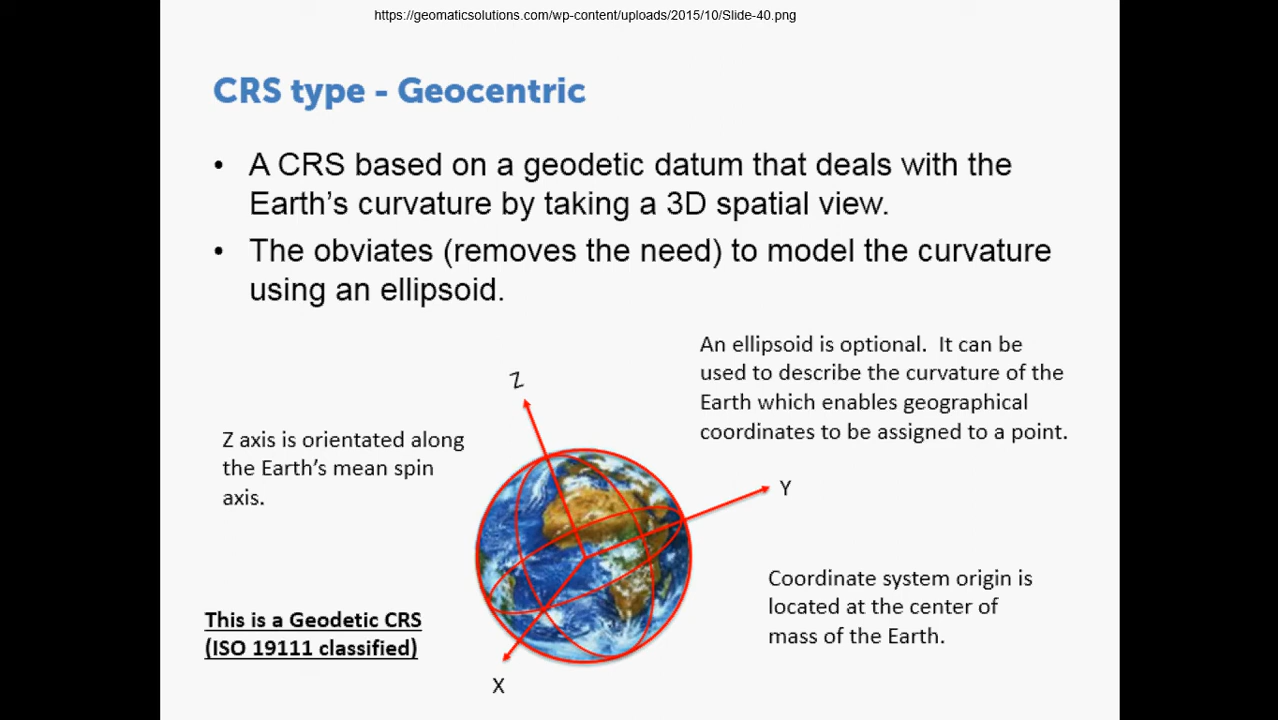 https://geomaticsolutions.com/wp-content/uploads/2015/10/Slide-40.png
CRS type - Geocentric
• A CRS based on a geodetic datum that deals with the
Earth's curvature by taking a 3D spatial view.
• The obviates (removes the need) to model the curvature
using an ellipsoid.
An ellipsoid is optional.  It can be
used to describe the curvature of the
Earth which enables geographical
coordinates to be assigned to a point.
Z
Z axis is orientated along
the Earth's mean spin
axis.
Y
Coordinate system origin is
located at the center of
mass of the Earth.
This is a Geodetic CRS
(ISO 19111 classified)
X